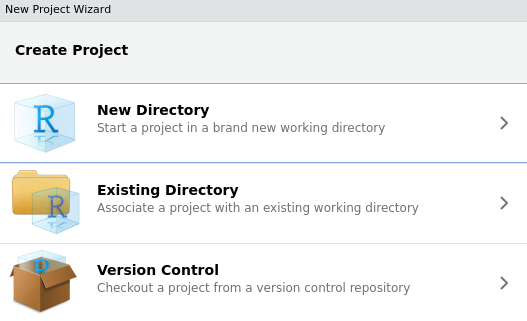 New Project Wizard
Create Project
R
New Directory
Start a project in a brand new working directory
R
Existing Directory
Associate a project with an existing working directory
R
Version Control
Checkout a project from a version control repository